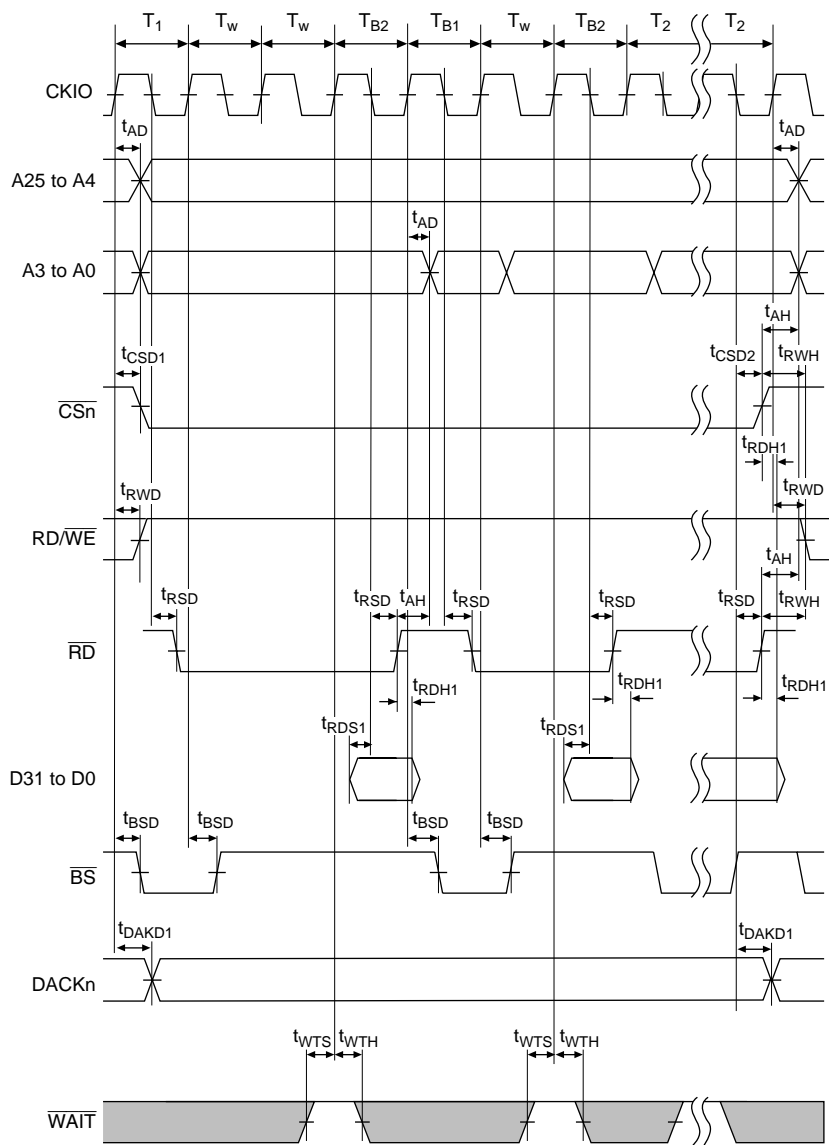 T1 Tw Tw TB2 TB1 Tw TB2 T2 T2
CKIO
tAD tAD
A25 to A4
tAD
A3 to A0
tAH
tCSD1 tCSD2 tRWH
CSn
tRDH1
tRWD tRWD
RD/WE
tAH
tRSD tRSD tAH tRSD tRSD tRSD tRWH
RD
tRDH1 tRDH1 tRDH1
tRDS1 tRDS1
D31 to D0
tBSD tBSD tBSD tBSD
BS
tDAKD1 tDAKD1
DACKn
tWTS tWTH tWTS tWTH
WAIT